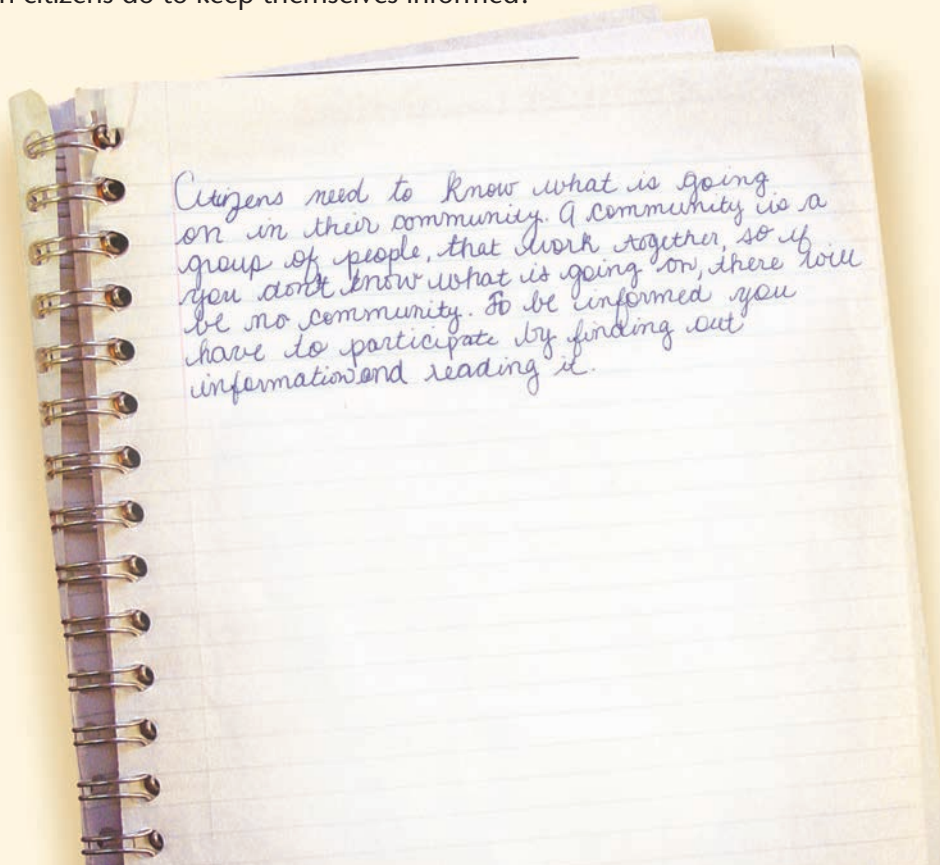 n citizens do to keep themselves informed?
Citizens need to know what is going
on in their community. A community is a
group of people, that work together, so if
you don't know what is going on, there will
be no community. To be informed you
have to participate by finding out
information and reading it.